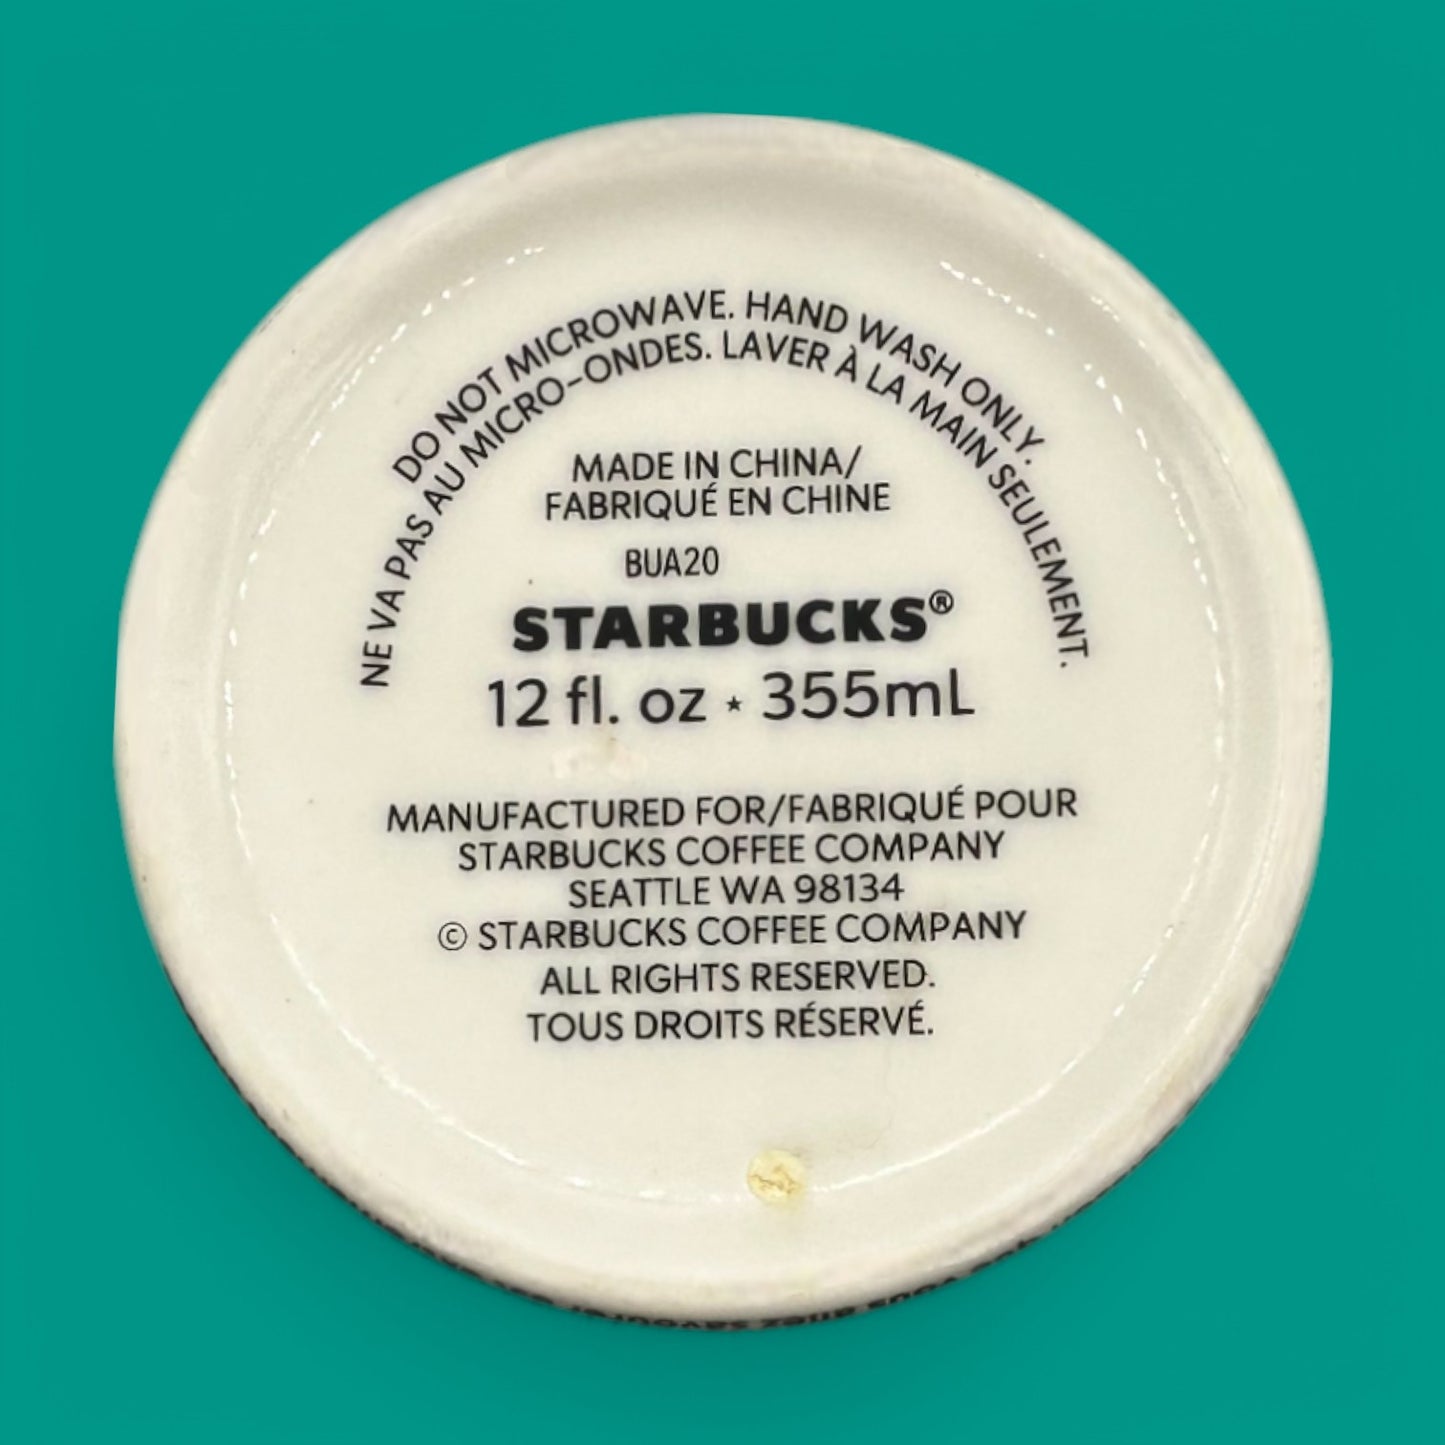 DO NOT MICROWAVE. HAND WASH ONLY.
NE VA PAS AU MICRO-ONDES. LAVER À LA MAIN SEULEMENT.
MADE IN CHINA/
FABRIQUÉ EN CHINE
BUA20
STARBUCKS®
12 fl. oz ★ 355mL
MANUFACTURED FOR/FABRIQUÉ POUR
STARBUCKS COFFEE COMPANY
SEATTLE WA 98134
© STARBUCKS COFFEE COMPANY
ALL RIGHTS RESERVED.
TOUS DROITS RÉSERVÉ.